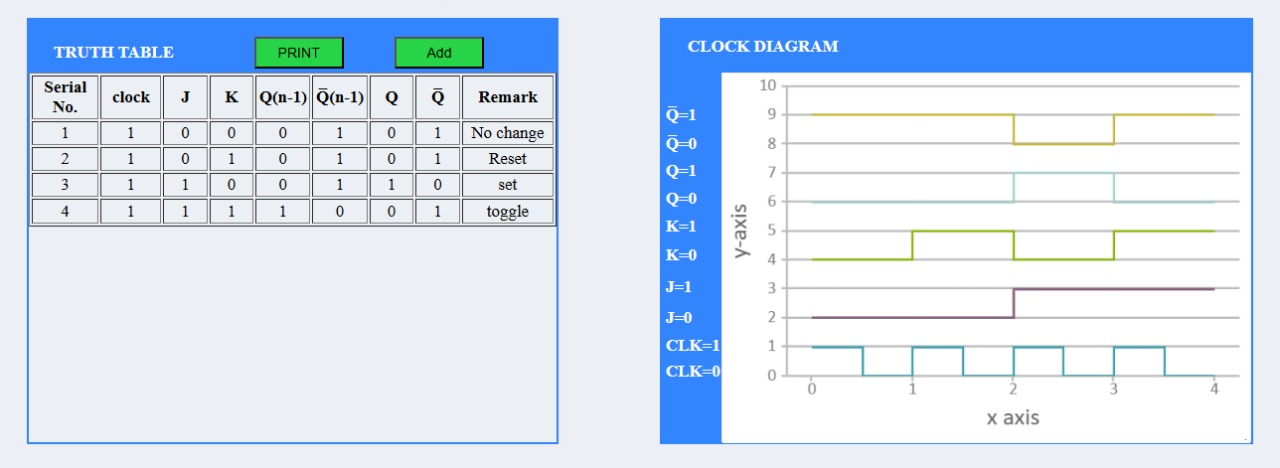 TRUTH TABLE PRINT Add
Serial No. clock J K Q(n-1) Q̅(n-1) Q Q̅ Remark
1 1 0 0 0 1 0 1 No change
2 1 0 1 0 1 0 1 Reset
3 1 1 0 0 1 1 0 set
4 1 1 1 1 0 0 1 toggle
CLOCK DIAGRAM
10
Q̅=1 9
Q̅=0 8
Q=1 7
Q=0 6
K=1 5
K=0 4
J=1 3
J=0 2
CLK=1 1
CLK=0 0
y-axis
0 1 2 3 4
x axis